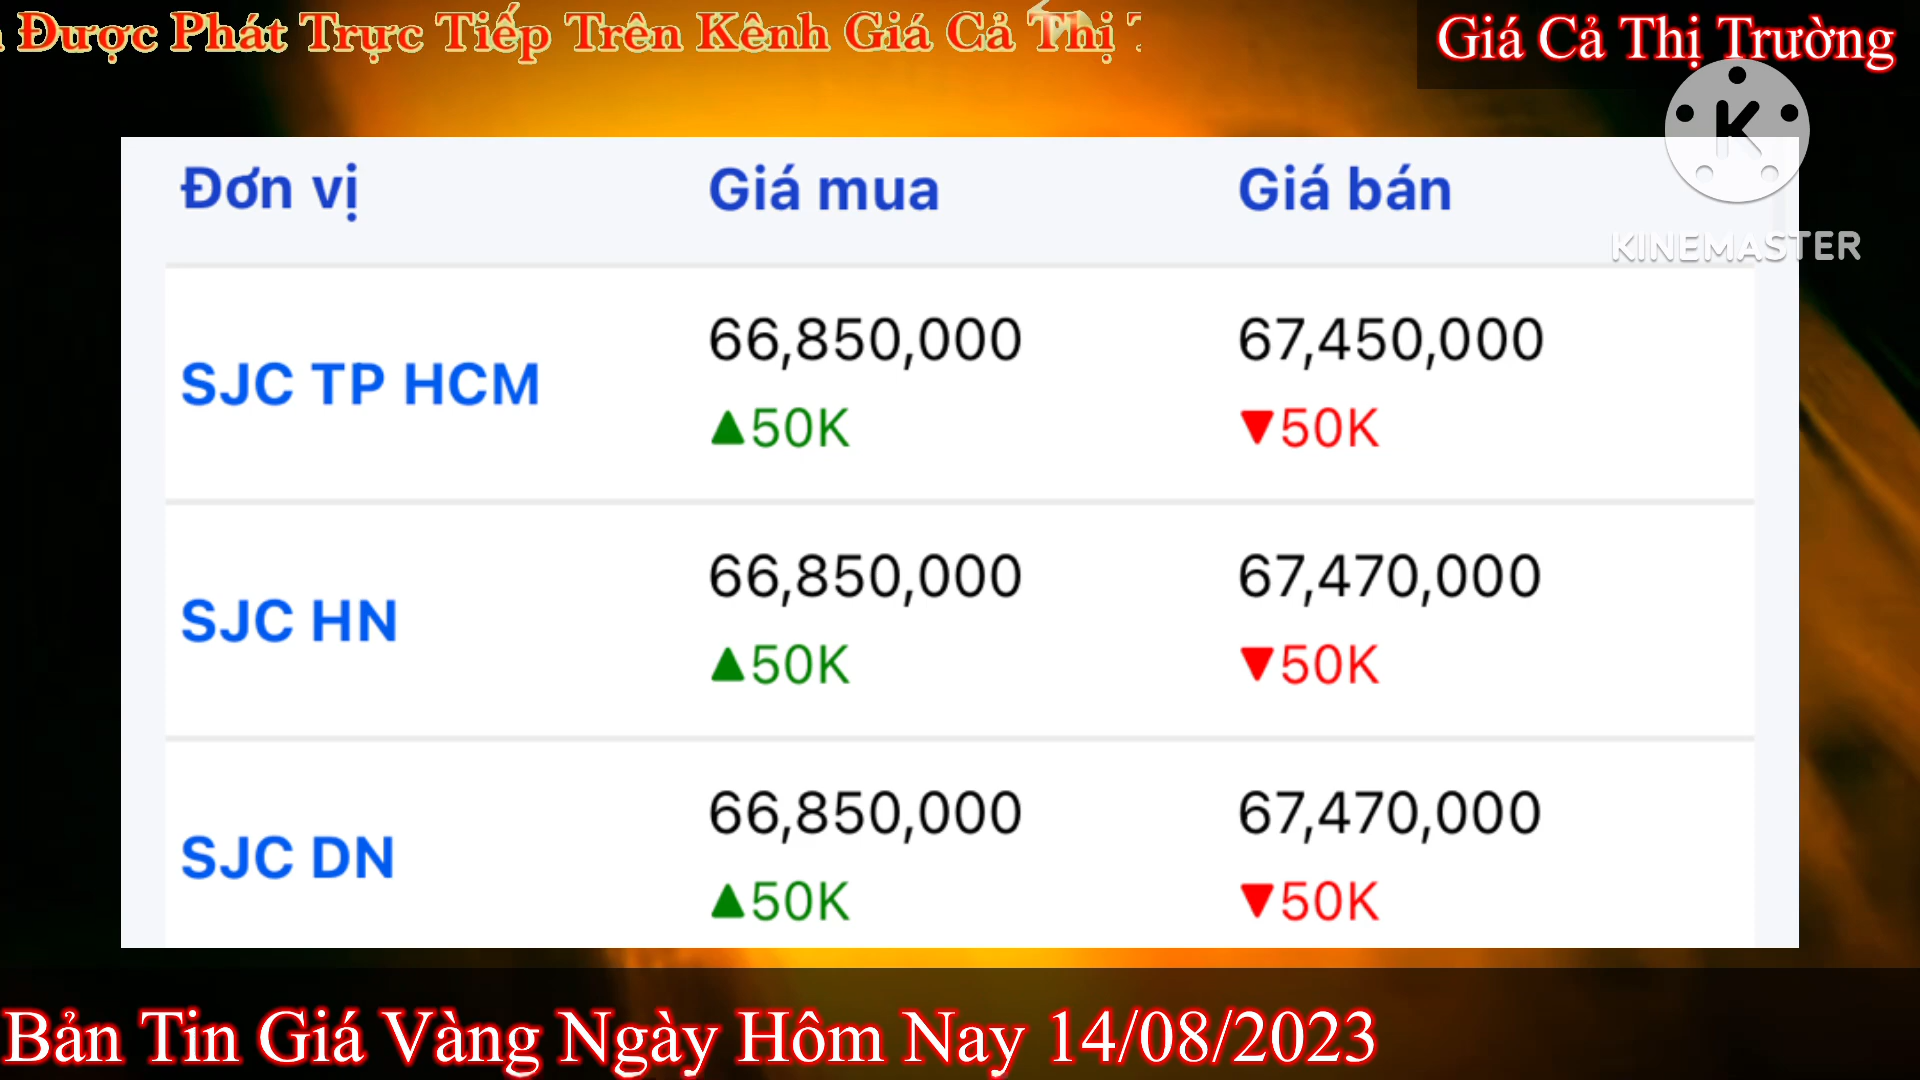 Được Phát Trực Tiếp Trên Kênh Giá Cả Thị
Giá Cả Thị Trường
K
KINEMASTER
Đơn vị Giá mua Giá bán
66,850,000 67,450,000
SJC TP HCM
▲50K ▼50K
66,850,000 67,470,000
SJC HN
▲50K ▼50K
66,850,000 67,470,000
SJC DN
▲50K ▼50K
Bản Tin Giá Vàng Ngày Hôm Nay 14/08/2023